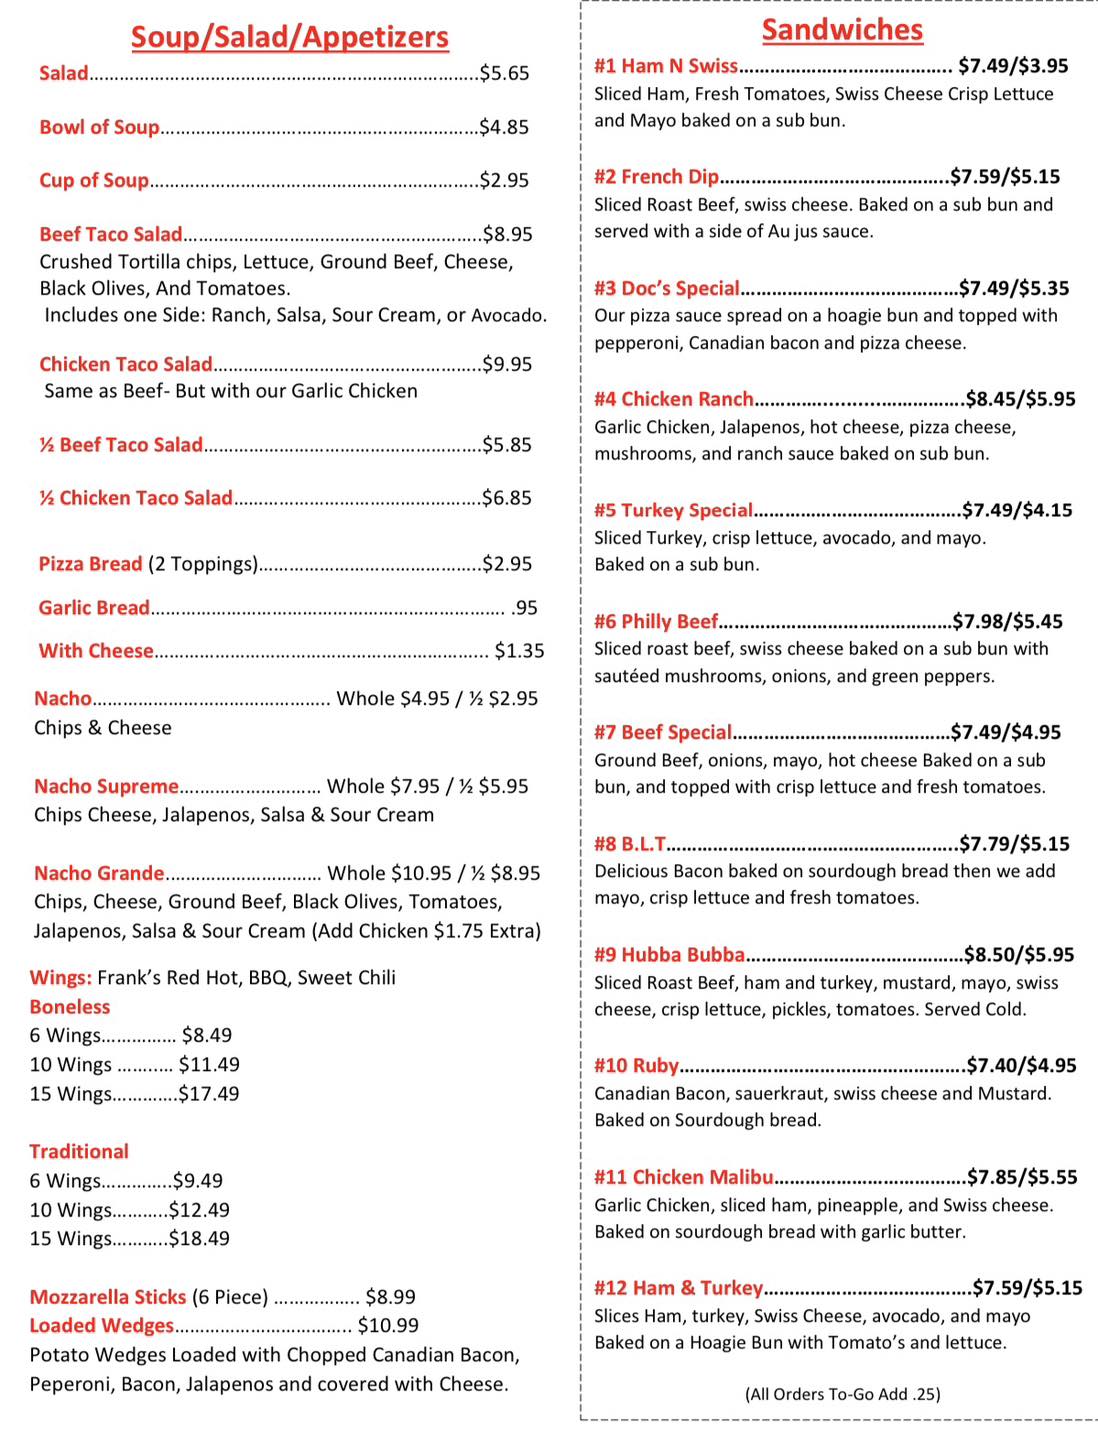 Soup/Salad/Appetizers
Salad……………………………………………………………$5.65
Bowl of Soup………………………………………………$4.85
Cup of Soup…………………………………………………$2.95
Beef Taco Salad……………………………………………$8.95
Crushed Tortilla chips, Lettuce, Ground Beef, Cheese,
Black Olives, And Tomatoes.
Includes one Side: Ranch, Salsa, Sour Cream, or Avocado.
Chicken Taco Salad………………………………………$9.95
Same as Beef- But with our Garlic Chicken
½ Beef Taco Salad…………………………………………$5.85
½ Chicken Taco Salad……………………………………$6.85
Pizza Bread (2 Toppings)…………………………………$2.95
Garlic Bread…………………………………………………… .95
With Cheese………………………………………………… $1.35
Nacho………………………………….. Whole $4.95 / ½ $2.95
Chips & Cheese
Nacho Supreme…………………… Whole $7.95 / ½ $5.95
Chips Cheese, Jalapenos, Salsa & Sour Cream
Nacho Grande……………………… Whole $10.95 / ½ $8.95
Chips, Cheese, Ground Beef, Black Olives, Tomatoes,
Jalapenos, Salsa & Sour Cream (Add Chicken $1.75 Extra)
Wings: Frank’s Red Hot, BBQ, Sweet Chili
Boneless
6 Wings…………… $8.49
10 Wings ………. $11.49
15 Wings………….$17.49
Traditional
6 Wings…………..$9.49
10 Wings………..$12.49
15 Wings………..$18.49
Mozzarella Sticks (6 Piece) ……………. $8.99
Loaded Wedges………………………….. $10.99
Potato Wedges Loaded with Chopped Canadian Bacon,
Peperoni, Bacon, Jalapenos and covered with Cheese.
Sandwiches
#1 Ham N Swiss……………………………… $7.49/$3.95
Sliced Ham, Fresh Tomatoes, Swiss Cheese Crisp Lettuce
and Mayo baked on a sub bun.
#2 French Dip…………………………………..$7.59/$5.15
Sliced Roast Beef, swiss cheese. Baked on a sub bun and
served with a side of Au jus sauce.
#3 Doc’s Special………………………………$7.49/$5.35
Our pizza sauce spread on a hoagie bun and topped with
pepperoni, Canadian bacon and pizza cheese.
#4 Chicken Ranch………..........………….$8.45/$5.95
Garlic Chicken, Jalapenos, hot cheese, pizza cheese,
mushrooms, and ranch sauce baked on sub bun.
#5 Turkey Special…………………………….$7.49/$4.15
Sliced Turkey, crisp lettuce, avocado, and mayo.
Baked on a sub bun.
#6 Philly Beef…………………………………$7.98/$5.45
Sliced roast beef, swiss cheese baked on a sub bun with
sautéed mushrooms, onions, and green peppers.
#7 Beef Special………………………………$7.49/$4.95
Ground Beef, onions, mayo, hot cheese Baked on a sub
bun, and topped with crisp lettuce and fresh tomatoes.
#8 B.L.T…………………………………………..$7.79/$5.15
Delicious Bacon baked on sourdough bread then we add
mayo, crisp lettuce and fresh tomatoes.
#9 Hubba Bubba………………………………$8.50/$5.95
Sliced Roast Beef, ham and turkey, mustard, mayo, swiss
cheese, crisp lettuce, pickles, tomatoes. Served Cold.
#10 Ruby…………………………………………$7.40/$4.95
Canadian Bacon, sauerkraut, swiss cheese and Mustard.
Baked on Sourdough bread.
#11 Chicken Malibu………………………….$7.85/$5.55
Garlic Chicken, sliced ham, pineapple, and Swiss cheese.
Baked on sourdough bread with garlic butter.
#12 Ham & Turkey…………………………….$7.59/$5.15
Slices Ham, turkey, Swiss Cheese, avocado, and mayo
Baked on a Hoagie Bun with Tomato’s and lettuce.
(All Orders To-Go Add .25)